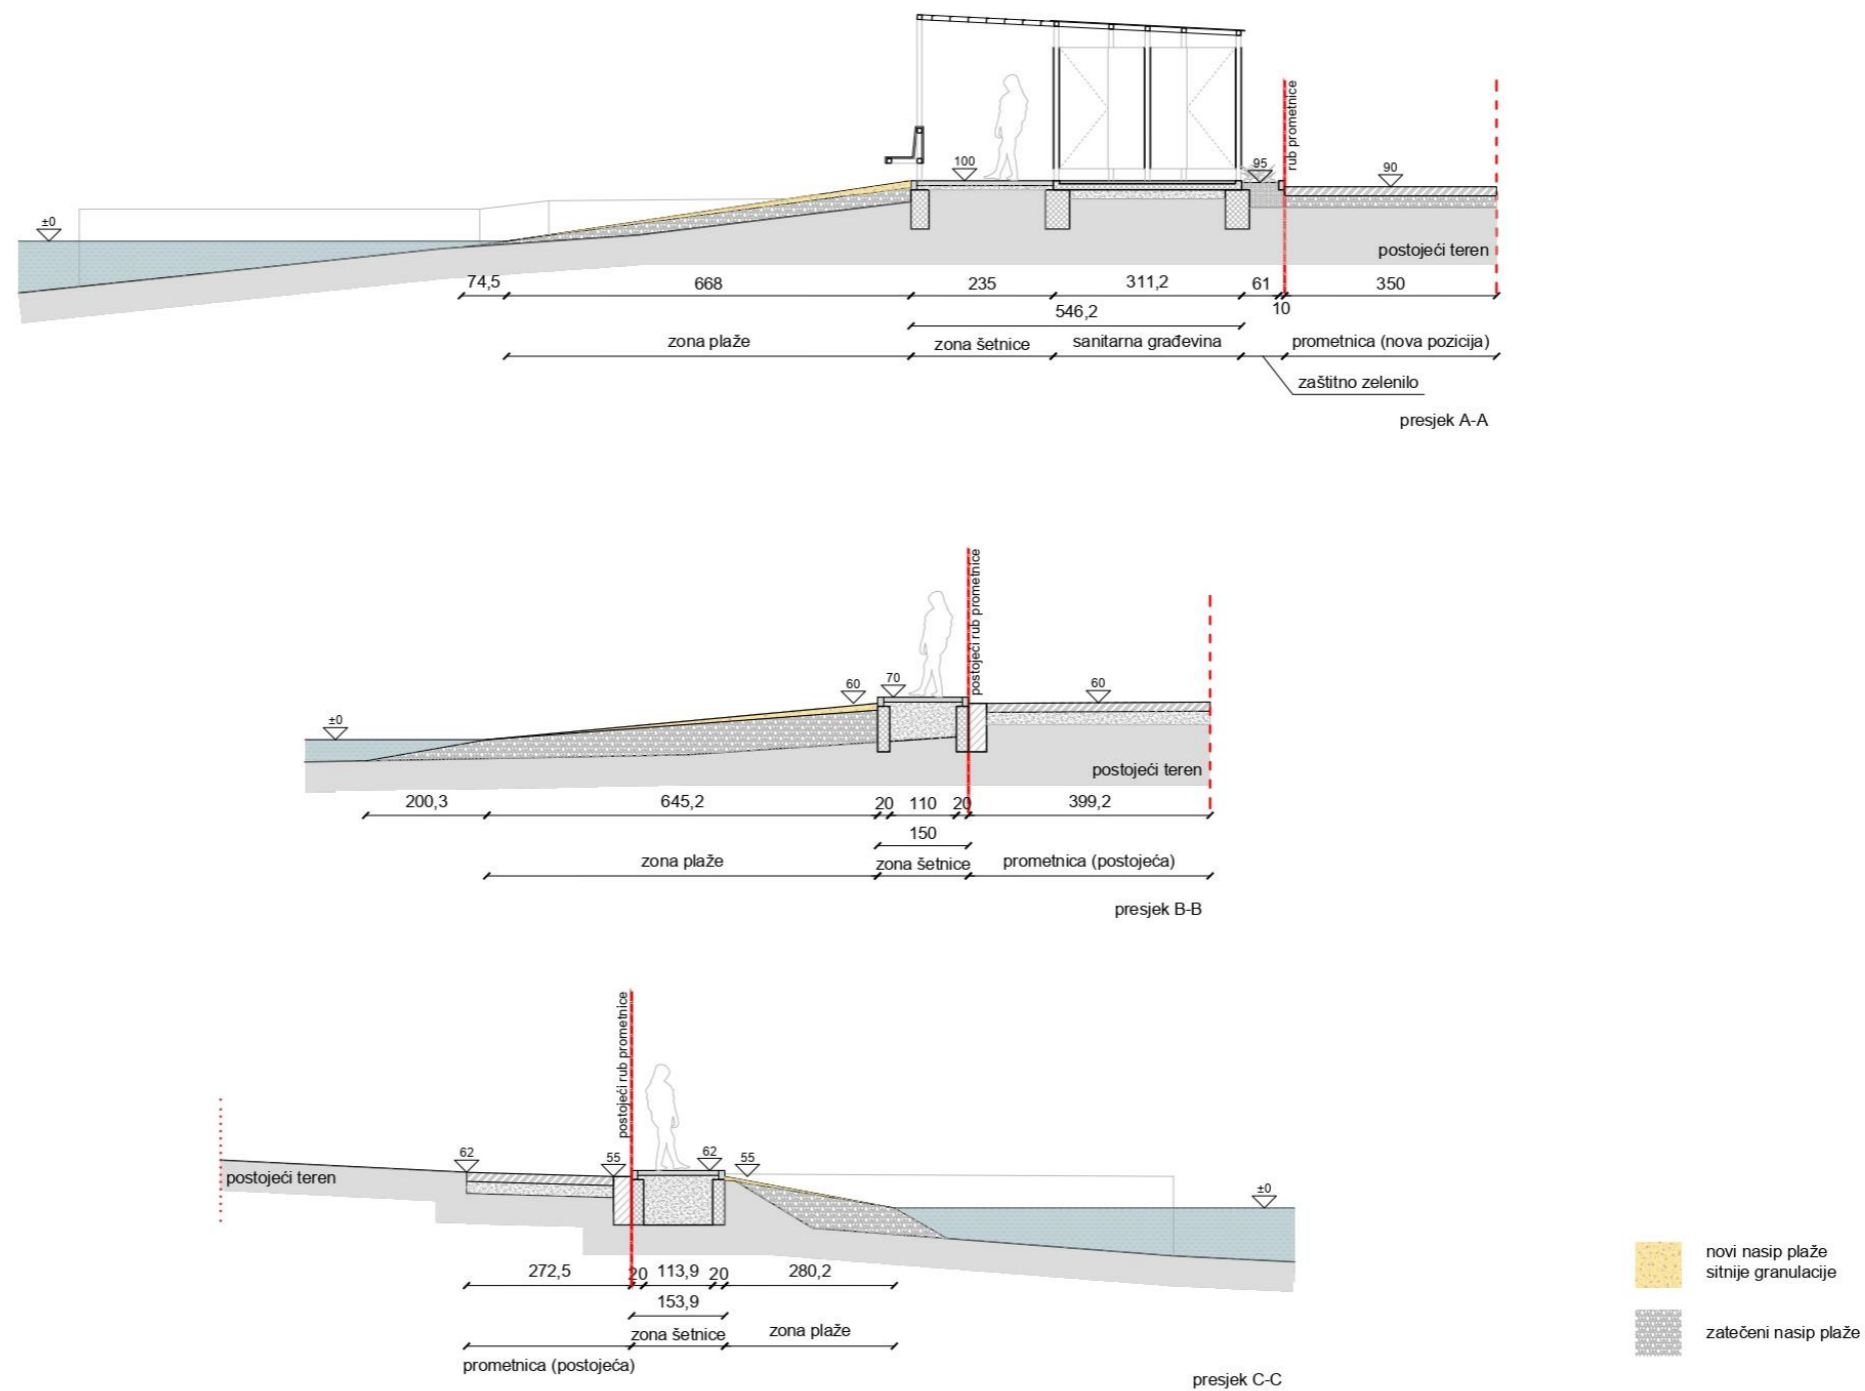 rub prometnice
100
95
90
±0
postojeći teren
74,5
668
235
311,2
61
10
350
546,2
zona plaže
zona šetnice
sanitarna građevina
prometnica (nova pozicija)
zaštitno zelenilo
presjek A-A
postojeći rub prometnice
60
70
60
±0
postojeći teren
200,3
645,2
20
110
20
399,2
150
zona plaže
zona šetnice
prometnica (postojeća)
presjek B-B
postojeći rub prometnice
62
55
62
55
±0
postojeći teren
272,5
20
113,9
20
280,2
153,9
zona šetnice
zona plaže
prometnica (postojeća)
presjek C-C
novi nasip plaže
sitnije granulacije
zatečeni nasip plaže